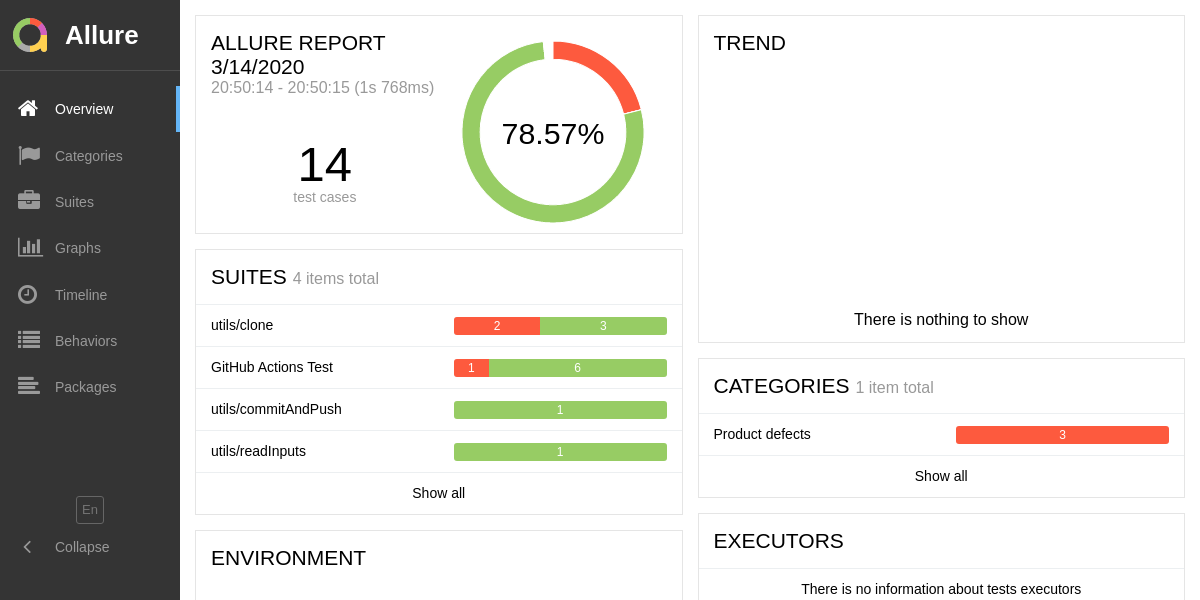 Allure
Overview
Categories
Suites
Graphs
Timeline
Behaviors
Packages
En
Collapse
ALLURE REPORT
3/14/2020
20:50:14 - 20:50:15 (1s 768ms)
14
test cases
78.57%
SUITES 4 items total
utils/clone 2 3
GitHub Actions Test 1 6
utils/commitAndPush 1
utils/readInputs 1
Show all
ENVIRONMENT
TREND
There is nothing to show
CATEGORIES 1 item total
Product defects 3
Show all
EXECUTORS
There is no information about tests executors